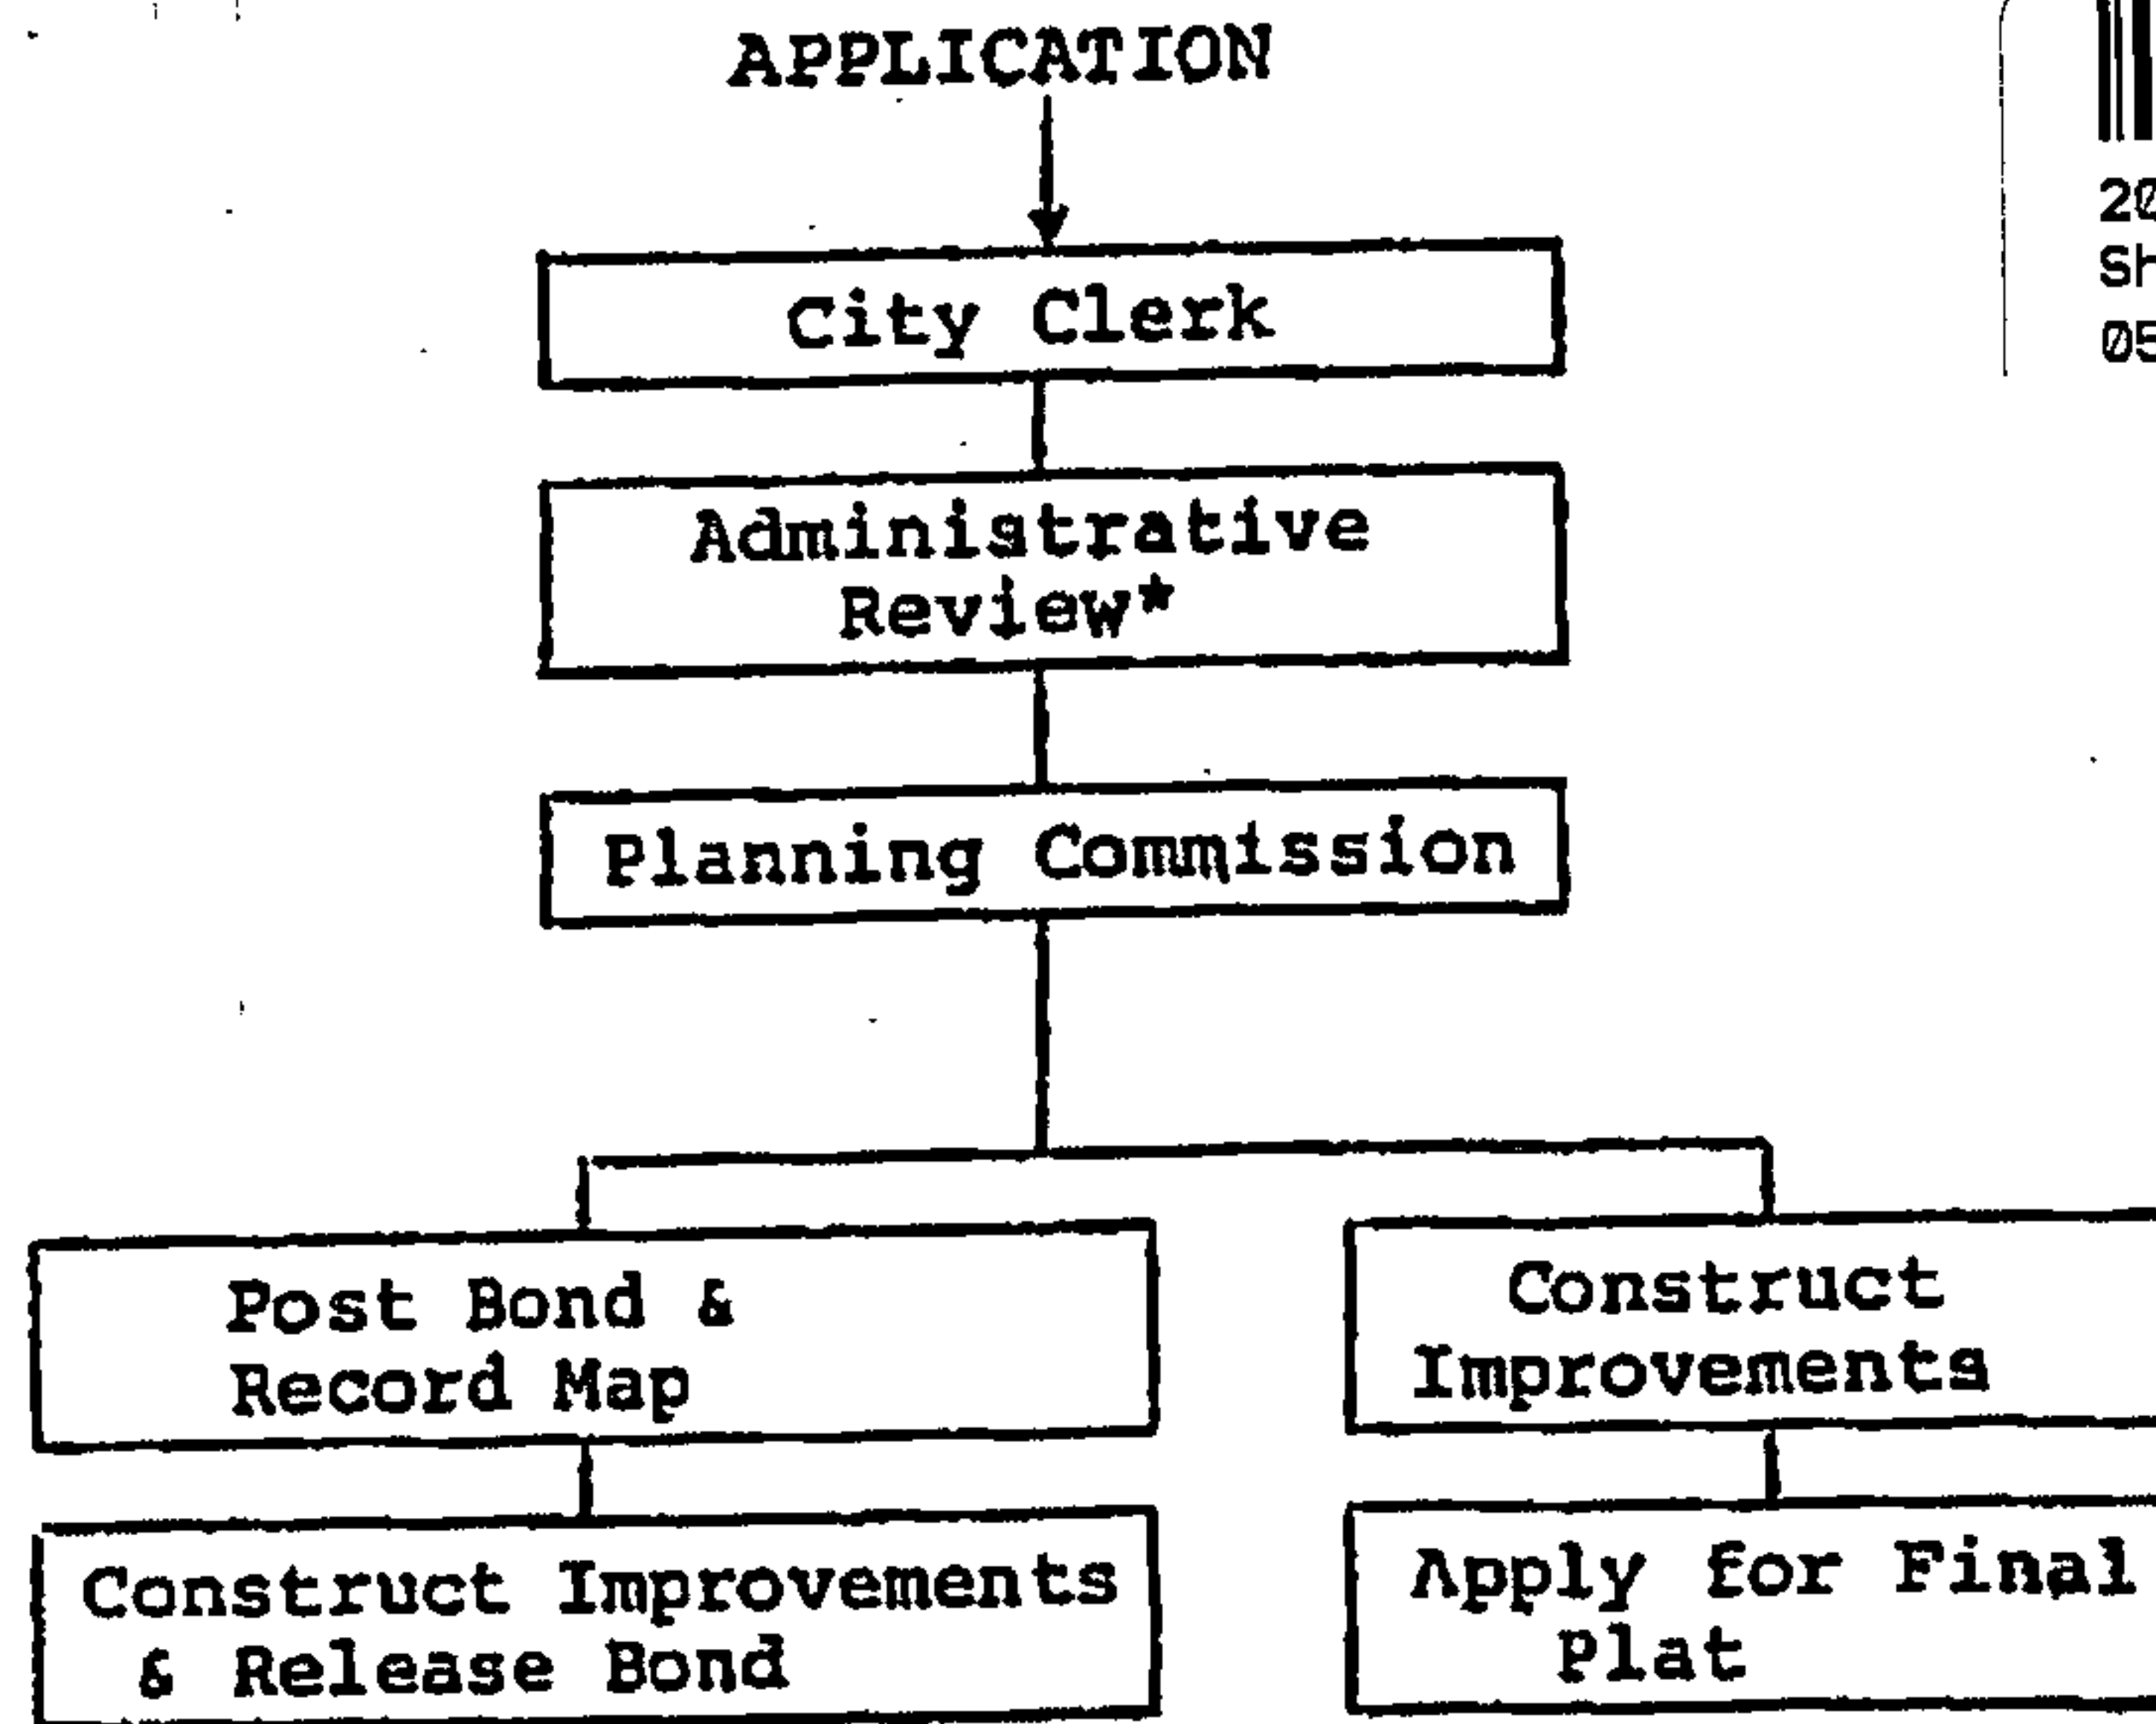 APPLICATION
City Clerk
Administrative
Review*
Planning Commission
Post Bond &
Record Map
Construct
Improvements
Construct Improvements
& Release Bond
Apply for Final
Plat